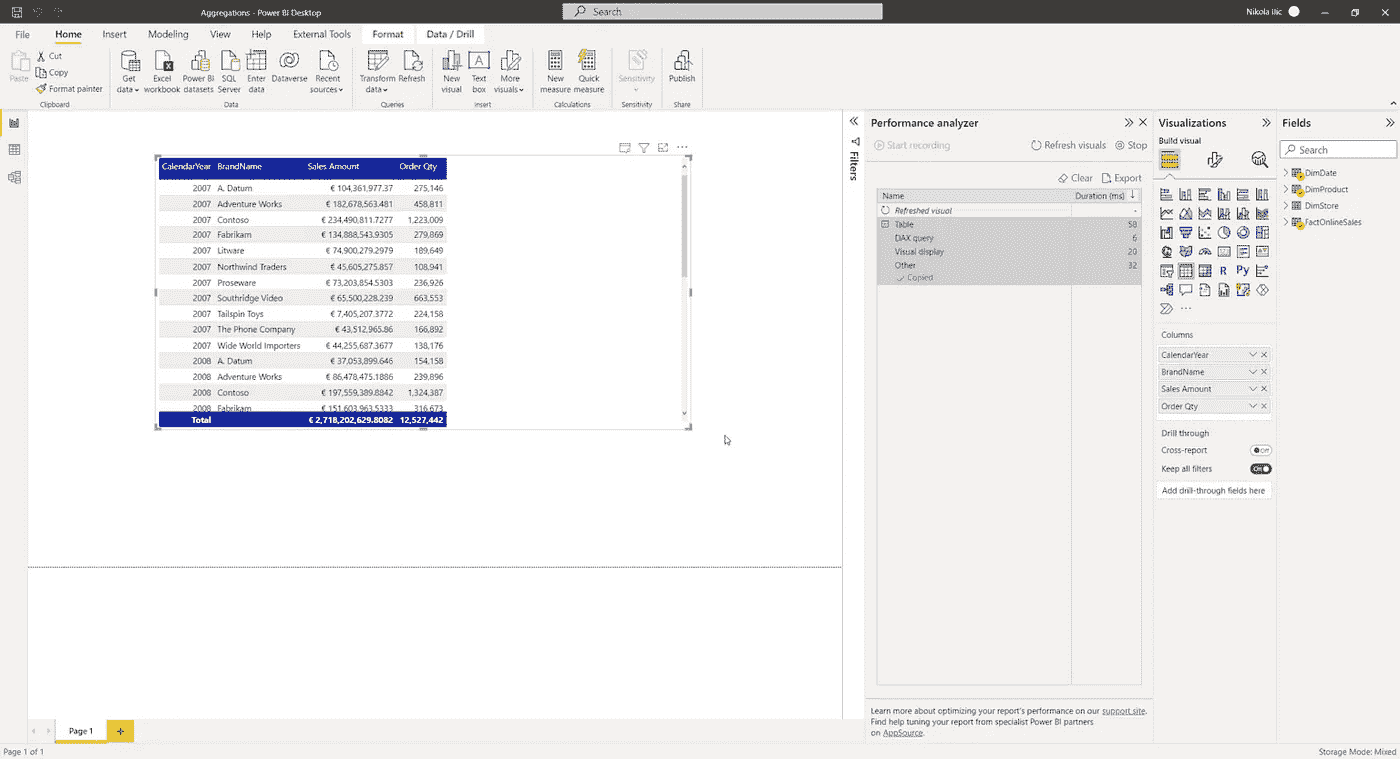 Aggregations - Power BI Desktop
Search
Nikola Ilic
File Home Insert Modeling View Help External Tools Format Data / Drill
Paste
Cut
Copy
Format painter
Clipboard
Get data
Excel workbook
Power BI datasets
SQL Server
Enter data
Dataverse
Recent sources
Data
Transform data
Refresh
Queries
New visual
Text box
More visuals
Insert
New measure
Quick measure
Calculations
Sensitivity
Sensitivity
Publish
Share
CalendarYear BrandName Sales Amount Order Qty
2007 A. Datum € 104,361,977.37 275,146
2007 Adventure Works € 182,678,563.481 458,811
2007 Contoso € 234,490,811.7277 1,223,009
2007 Fabrikam € 134,888,543.9305 279,869
2007 Litware € 74,900,279.2979 189,649
2007 Northwind Traders € 45,605,275.857 108,941
2007 Proseware € 73,203,854.5303 236,926
2007 Southridge Video € 65,500,228.239 663,553
2007 Tailspin Toys € 7,405,207.3772 224,158
2007 The Phone Company € 43,512,965.86 166,892
2007 Wide World Importers € 44,255,687.3677 138,176
2008 A. Datum € 37,053,899.646 154,158
2008 Adventure Works € 86,478,475.1886 239,896
2008 Contoso € 197,559,389.8842 1,324,387
2008 Fabrikam € 151,603,963.5333 316,673
Total € 2,718,202,629.8082 12,527,442
Filters
Performance analyzer
Start recording Refresh visuals Stop
Clear Export
Name Duration (ms)
Refreshed visual -
Table 58
DAX query 6
Visual display 20
Other 32
Copied
Learn more about optimizing your report's performance on our support site.
Find help tuning your report from specialist Power BI partners
on AppSource.
Visualizations
Build visual
R Py
Columns
CalendarYear
BrandName
Sales Amount
Order Qty
Drill through
Cross-report Off
Keep all filters On
Add drill-through fields here
Fields
Search
DimDate
DimProduct
DimStore
FactOnlineSales
Page 1
Page 1 of 1
Storage Mode: Mixed